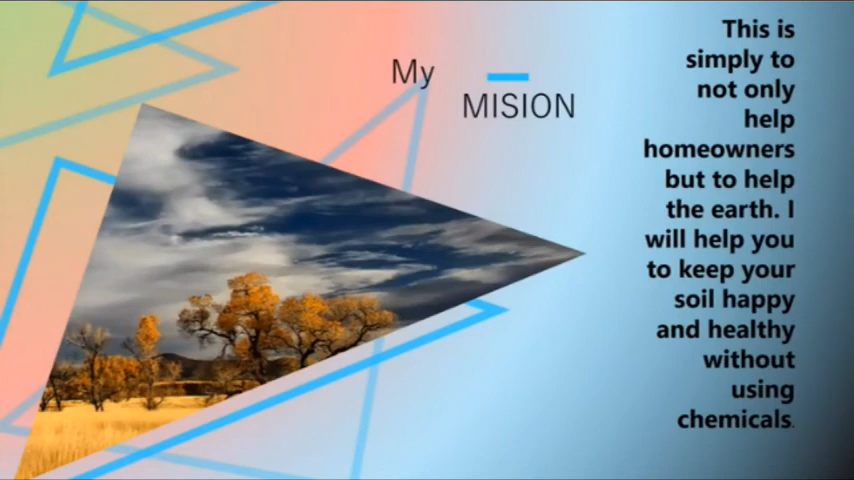 My
MISION
This is
simply to
not only
help
homeowners
but to help
the earth. I
will help you
to keep your
soil happy
and healthy
without
using
chemicals.